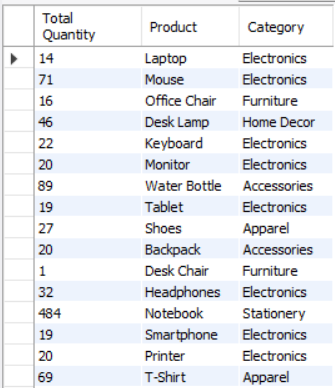 Total Quantity Product Category
14 Laptop Electronics
71 Mouse Electronics
16 Office Chair Furniture
46 Desk Lamp Home Decor
22 Keyboard Electronics
20 Monitor Electronics
89 Water Bottle Accessories
19 Tablet Electronics
27 Shoes Apparel
20 Backpack Accessories
1 Desk Chair Furniture
32 Headphones Electronics
484 Notebook Stationery
19 Smartphone Electronics
20 Printer Electronics
69 T-Shirt Apparel